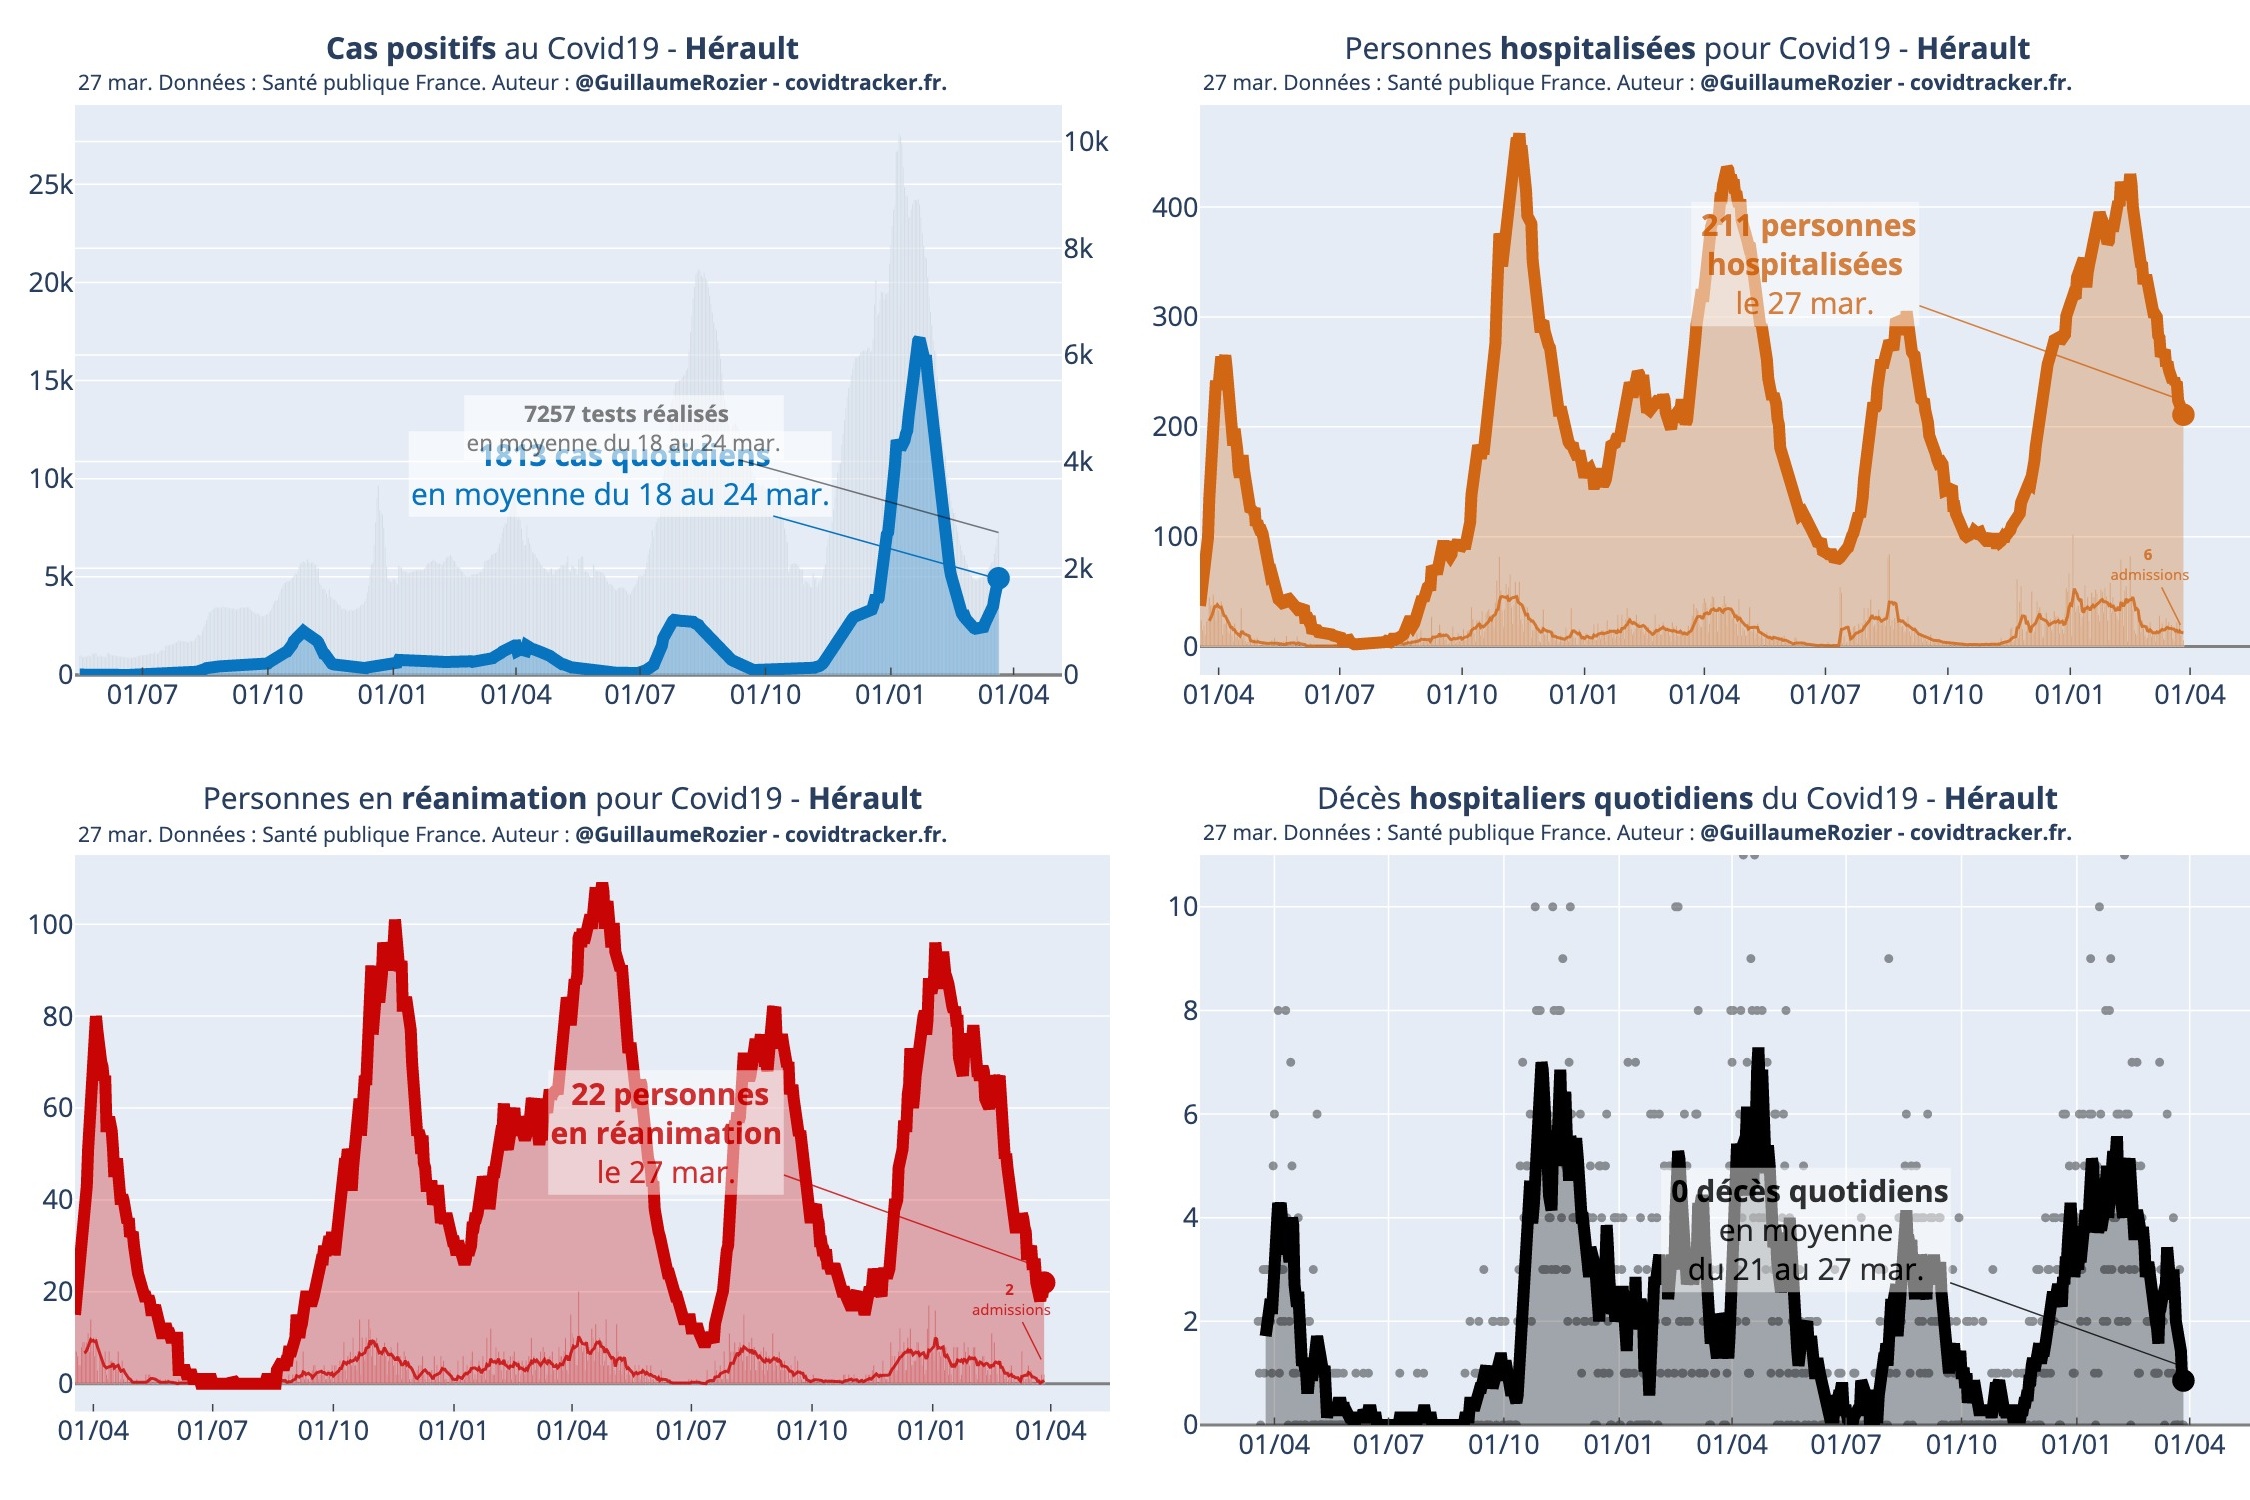 Cas positifs au Covid19 - Hérault
27 mar. Données : Santé publique France. Auteur : @GuillaumeRozier - covidtracker.fr.
25k
20k
15k
10k
5k
0
10k
8k
6k
4k
2k
0
7257 tests réalisés
en moyenne du 18 au 24 mar.
1813 cas quotidiens
en moyenne du 18 au 24 mar.
01/07 01/10 01/01 01/04 01/07 01/10 01/01 01/04
Personnes hospitalisées pour Covid19 - Hérault
27 mar. Données : Santé publique France. Auteur : @GuillaumeRozier - covidtracker.fr.
400
300
200
100
0
211 personnes
hospitalisées
le 27 mar.
6
admissions
01/04 01/07 01/10 01/01 01/04 01/07 01/10 01/01 01/04
Personnes en réanimation pour Covid19 - Hérault
27 mar. Données : Santé publique France. Auteur : @GuillaumeRozier - covidtracker.fr.
100
80
60
40
20
0
22 personnes
en réanimation
le 27 mar.
2
admissions
01/04 01/07 01/10 01/01 01/04 01/07 01/10 01/01 01/04
Décès hospitaliers quotidiens du Covid19 - Hérault
27 mar. Données : Santé publique France. Auteur : @GuillaumeRozier - covidtracker.fr.
10
8
6
4
2
0
0 décès quotidiens
en moyenne
du 21 au 27 mar.
01/04 01/07 01/10 01/01 01/04 01/07 01/10 01/01 01/04